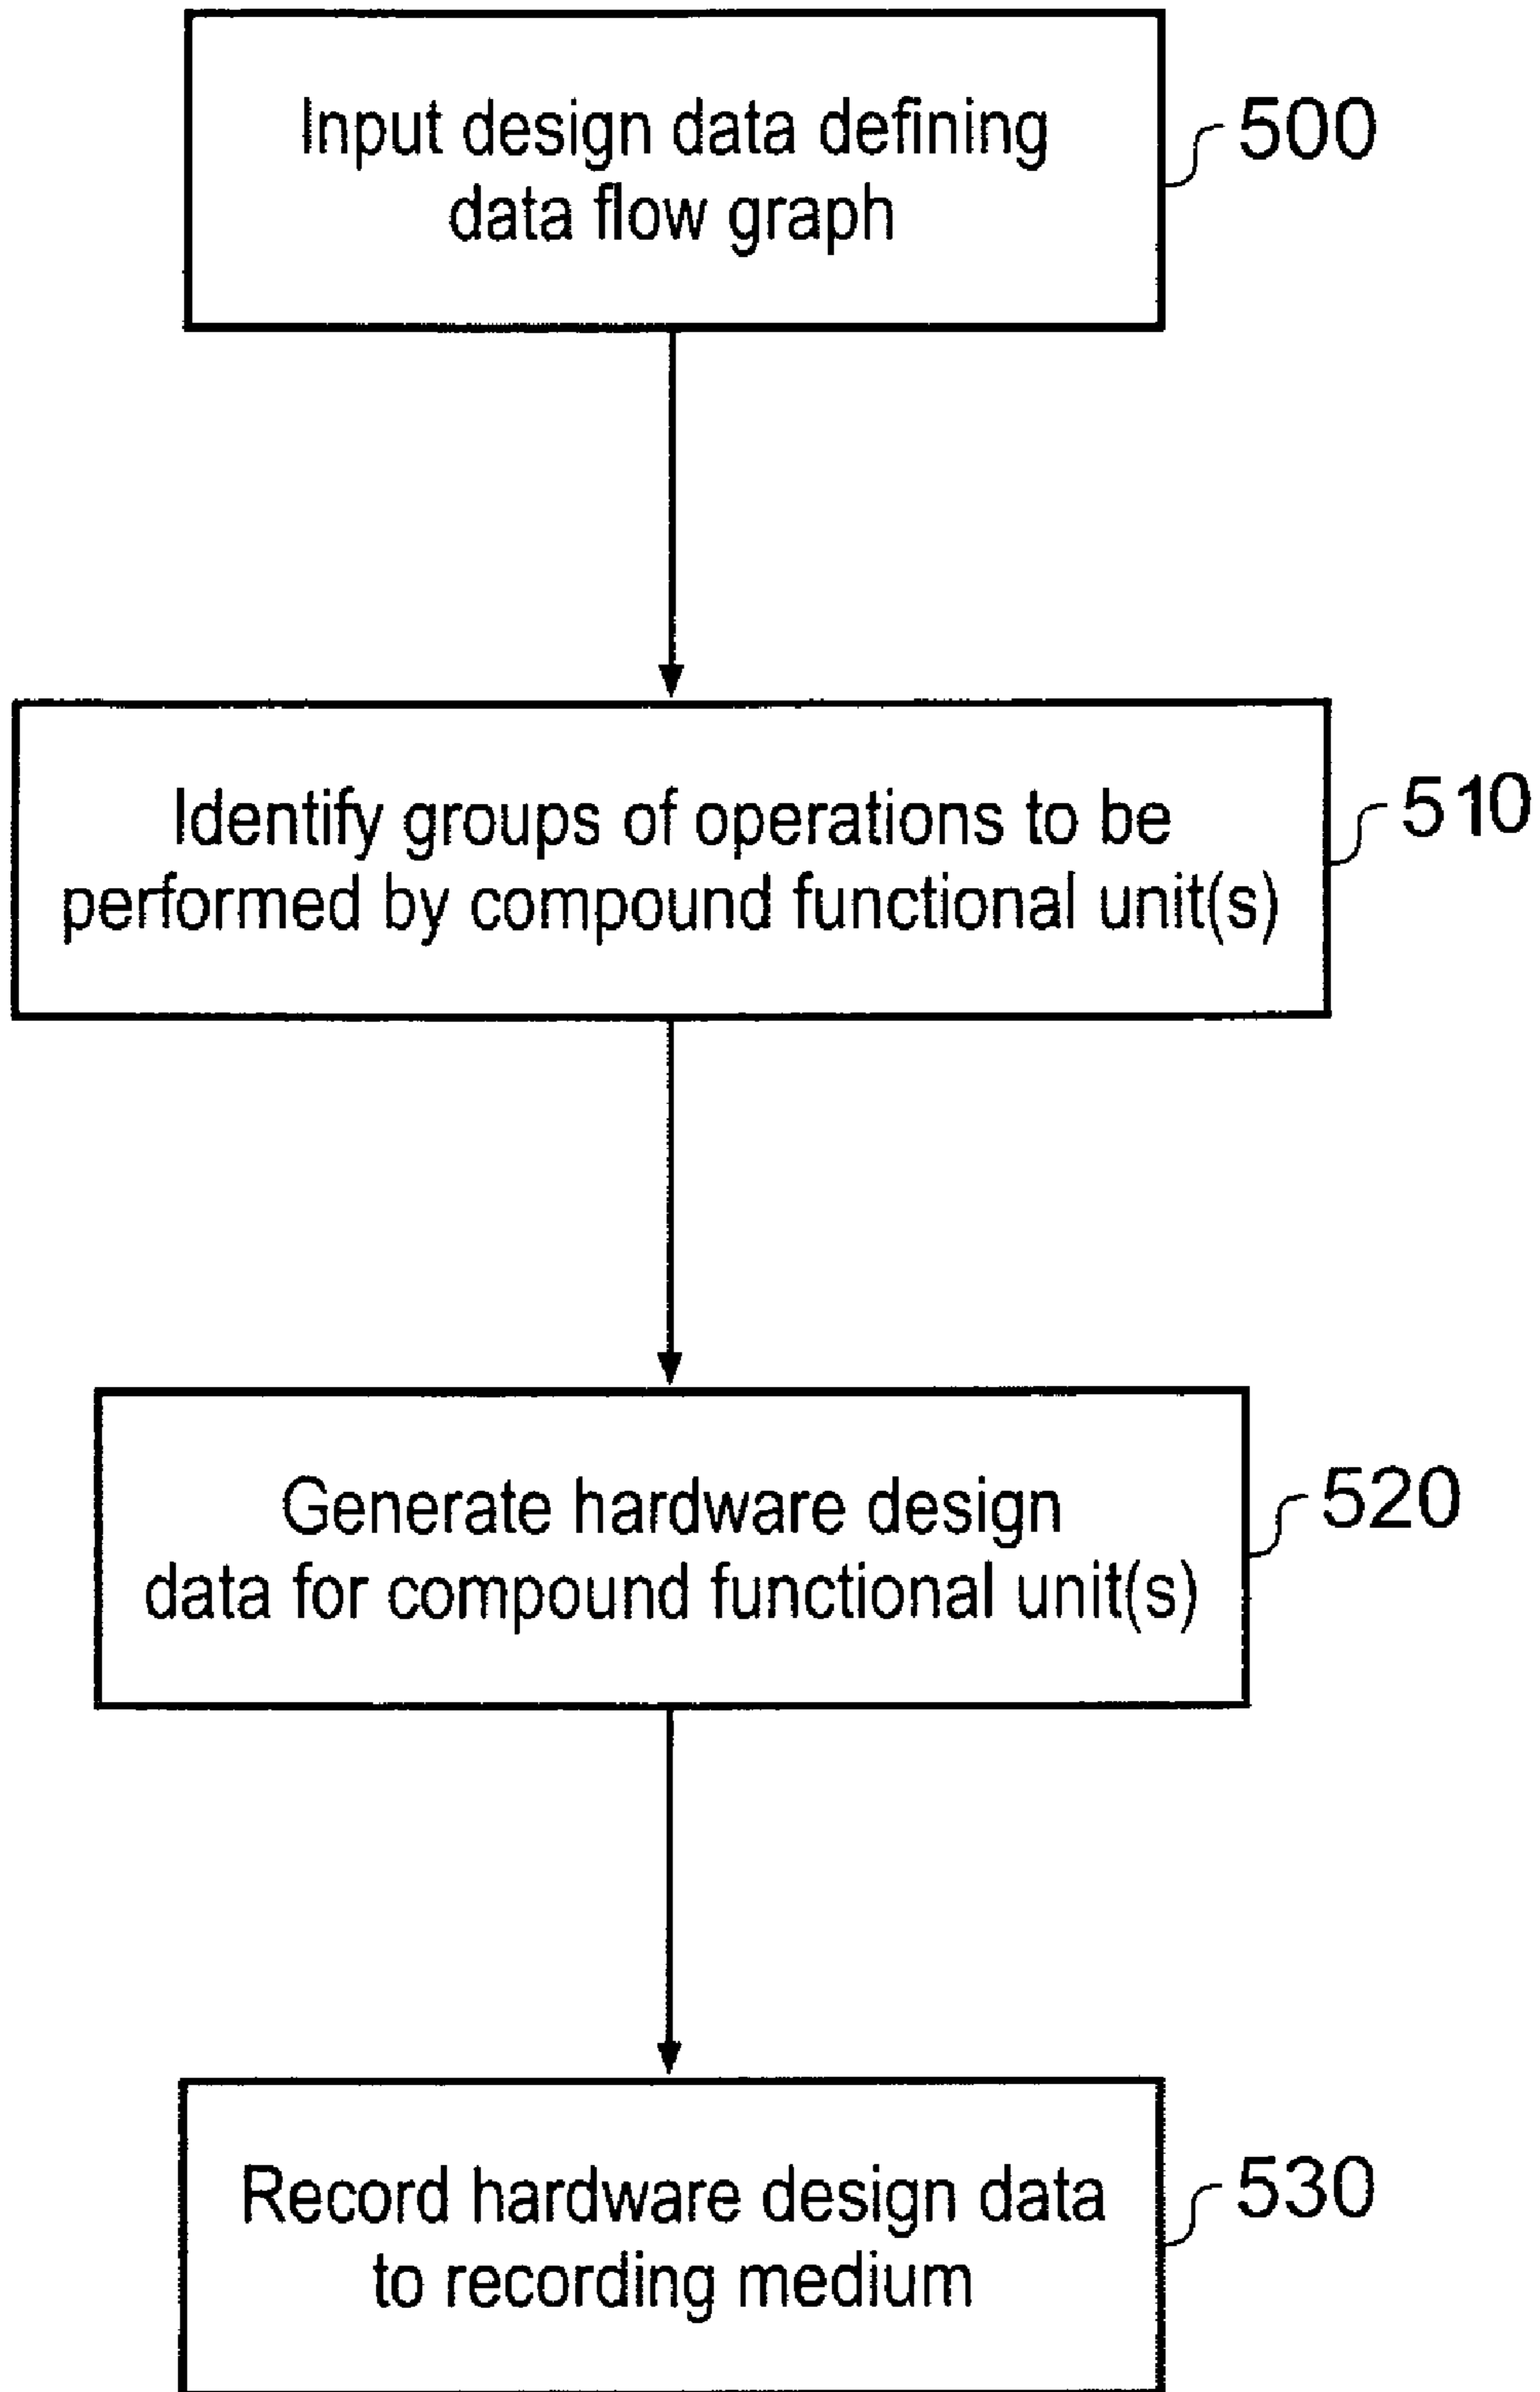 Input design data defining
data flow graph
500
Identify groups of operations to be
performed by compound functional unit(s)
510
Generate hardware design
data for compound functional unit(s)
520
Record hardware design data
to recording medium
530